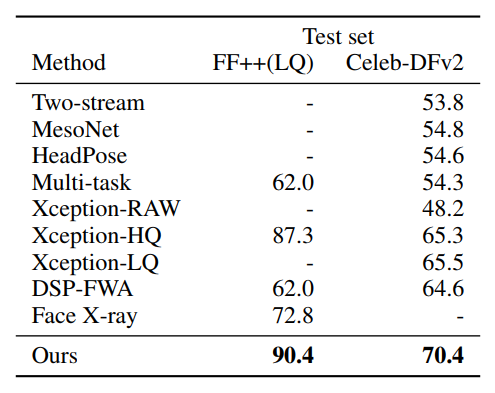 Test set
Method FF++(LQ) Celeb-DFv2
Two-stream - 53.8
MesoNet - 54.8
HeadPose - 54.6
Multi-task 62.0 54.3
Xception-RAW - 48.2
Xception-HQ 87.3 65.3
Xception-LQ - 65.5
DSP-FWA 62.0 64.6
Face X-ray 72.8 -
Ours 90.4 70.4